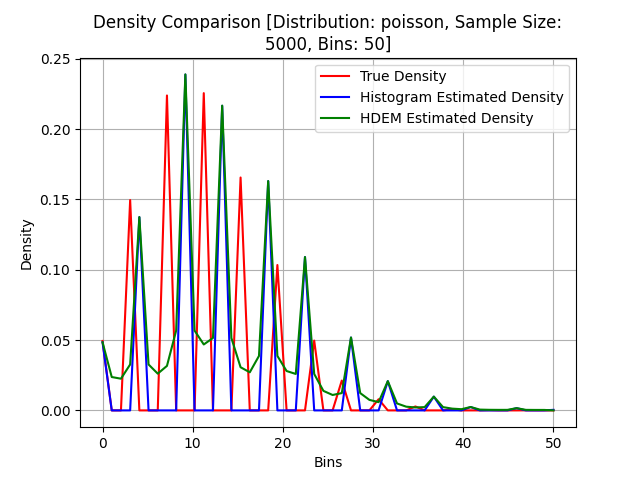 Density Comparison [Distribution: poisson, Sample Size:
5000, Bins: 50]
True Density
Histogram Estimated Density
HDEM Estimated Density
Density
0.25
0.20
0.15
0.10
0.05
0.00
0 10 20 30 40 50
Bins